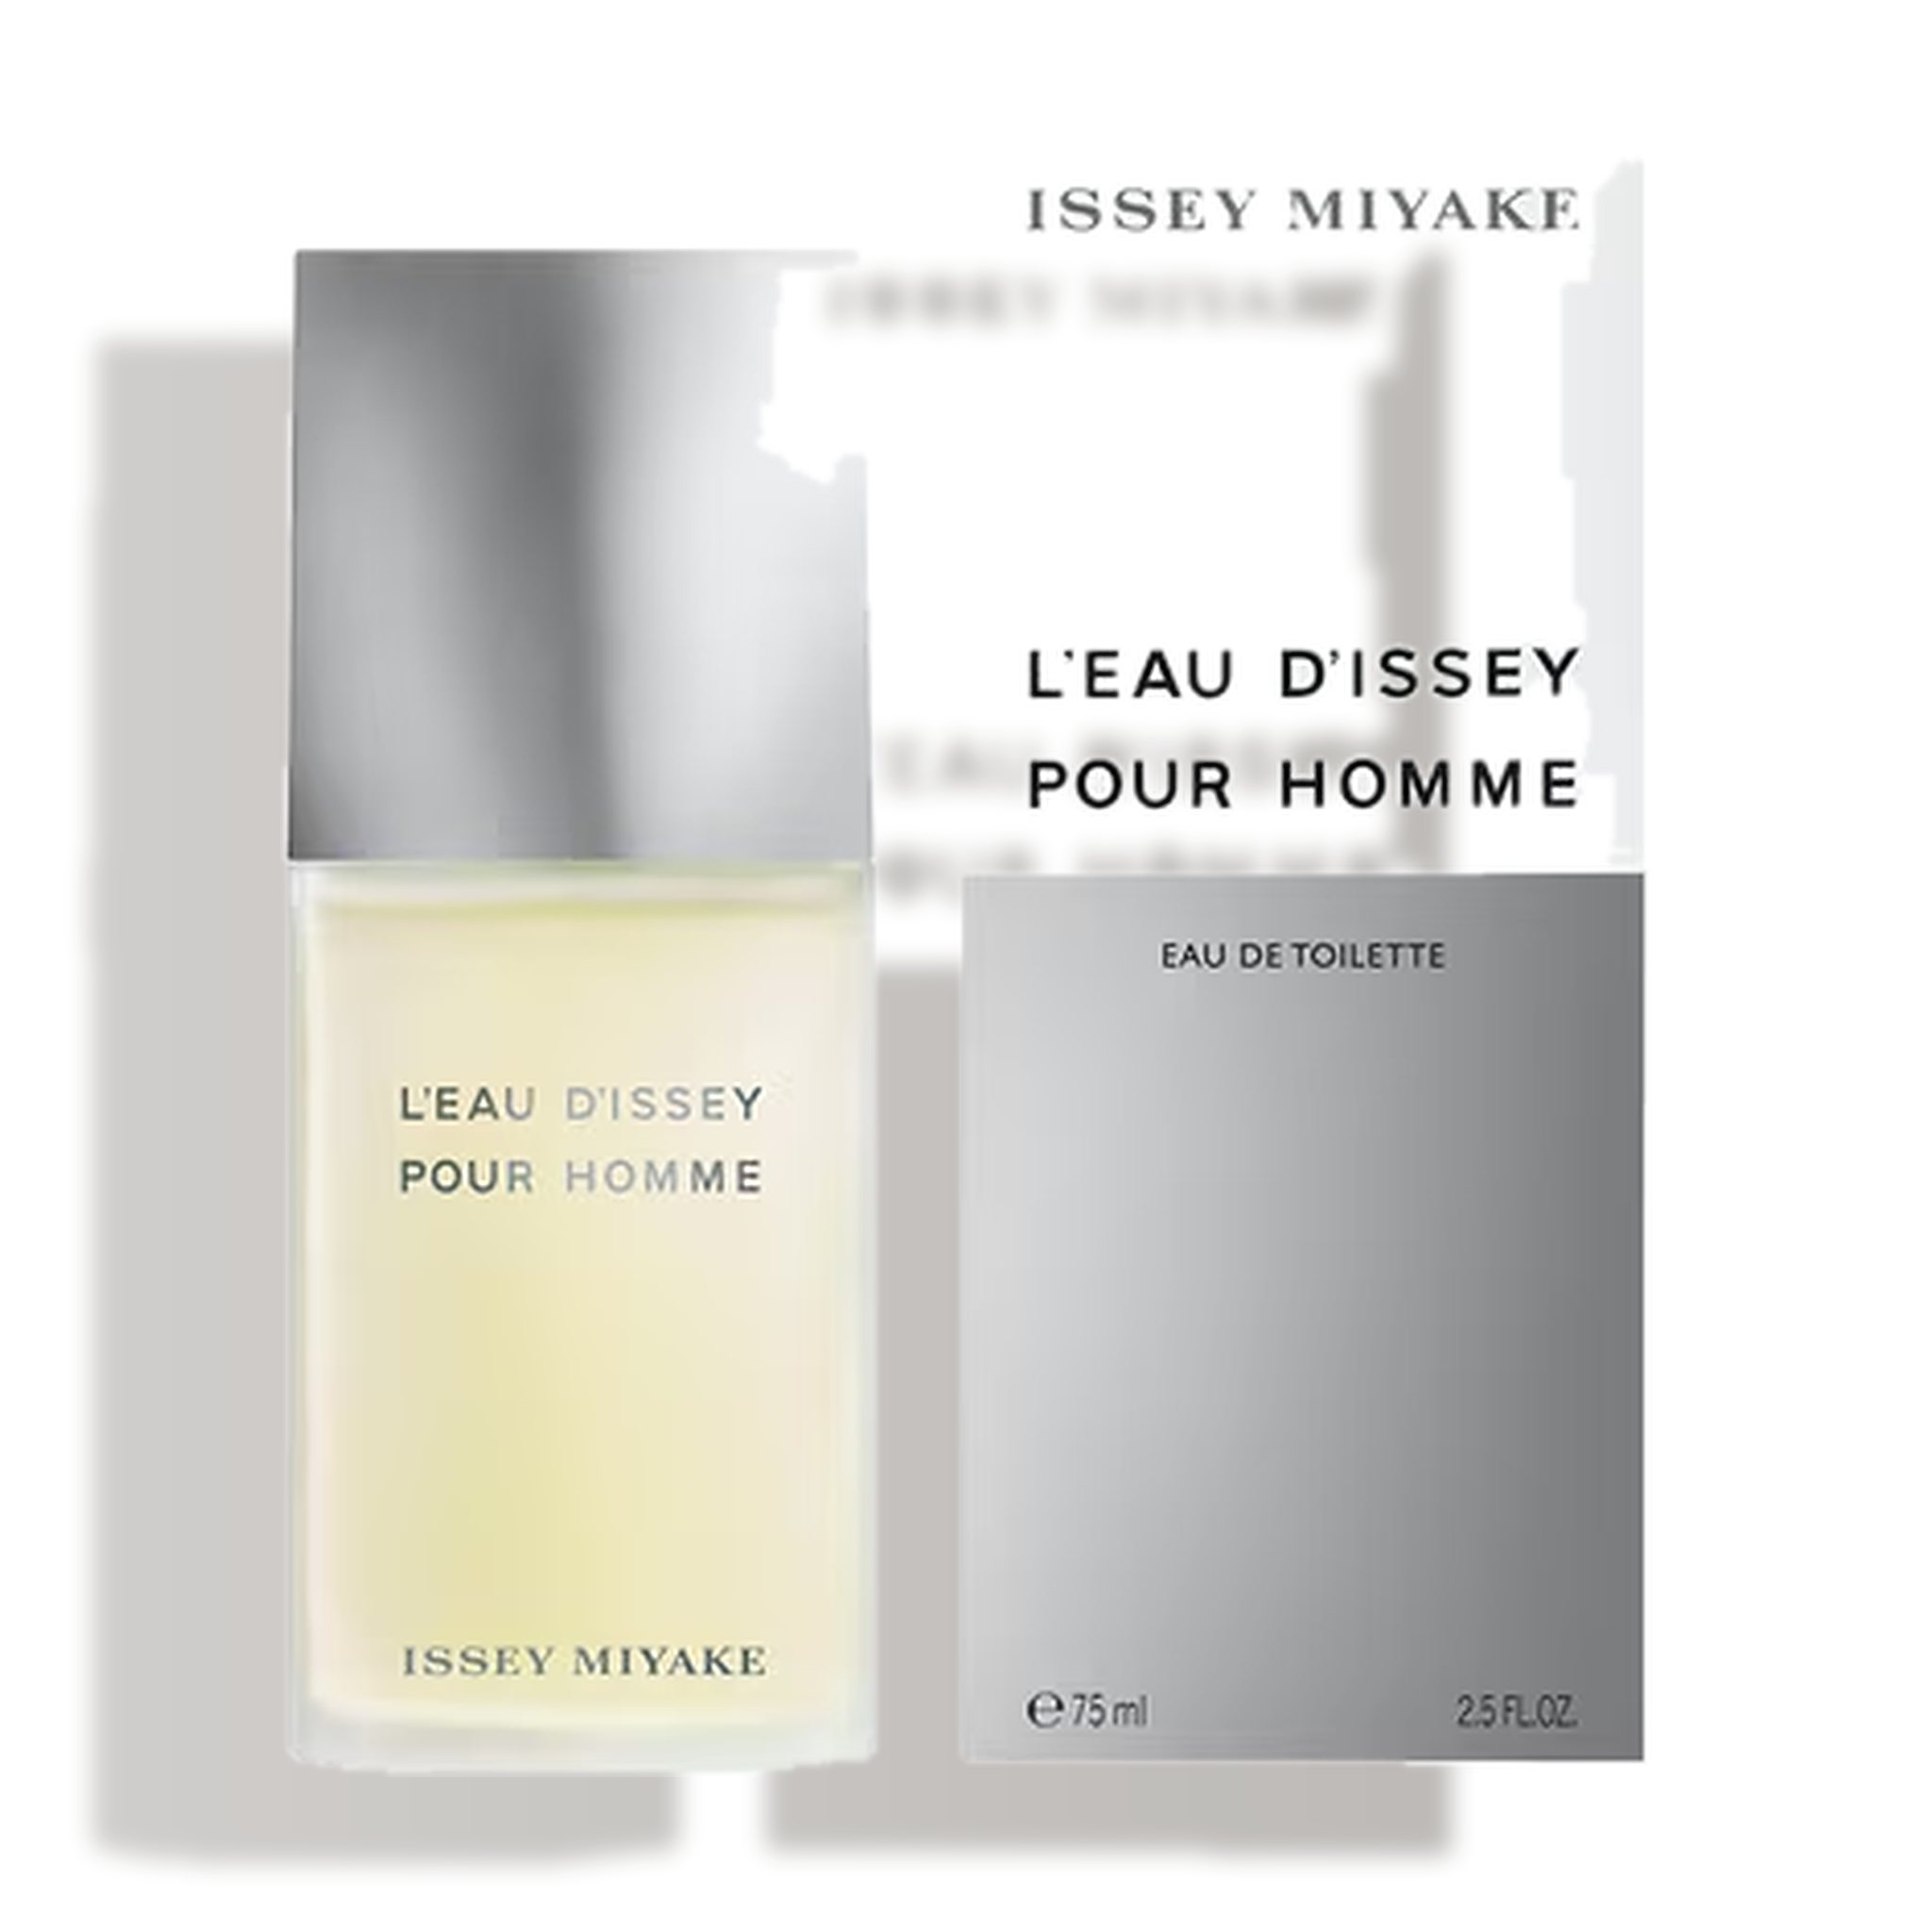 ISSEY MIYAKE
L'EAU D'ISSEY
POUR HOMME
EAU DE TOILETTE
℮ 75 ml 2.5 FL.OZ.
L'EAU D'ISSEY
POUR HOMME
ISSEY MIYAKE